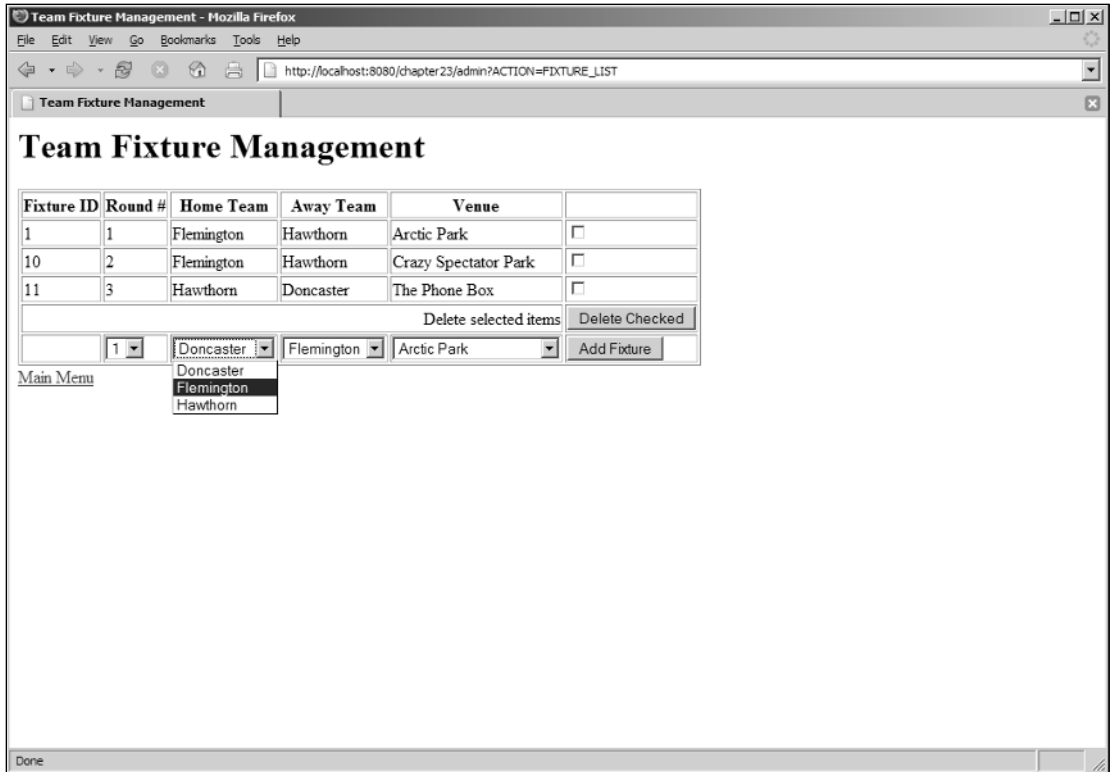 Team Fixture Management - Mozilla Firefox
File Edit View Go Bookmarks Tools Help
http://localhost:8080/chapter23/admin?ACTION=FIXTURE_LIST
Team Fixture Management
Team Fixture Management
Fixture ID Round # Home Team Away Team Venue
1 1 Flemington Hawthorn Arctic Park
10 2 Flemington Hawthorn Crazy Spectator Park
11 3 Hawthorn Doncaster The Phone Box
Delete selected items Delete Checked
1 Doncaster Flemington Arctic Park Add Fixture
Doncaster
Main Menu
Flemington
Hawthorn
Done